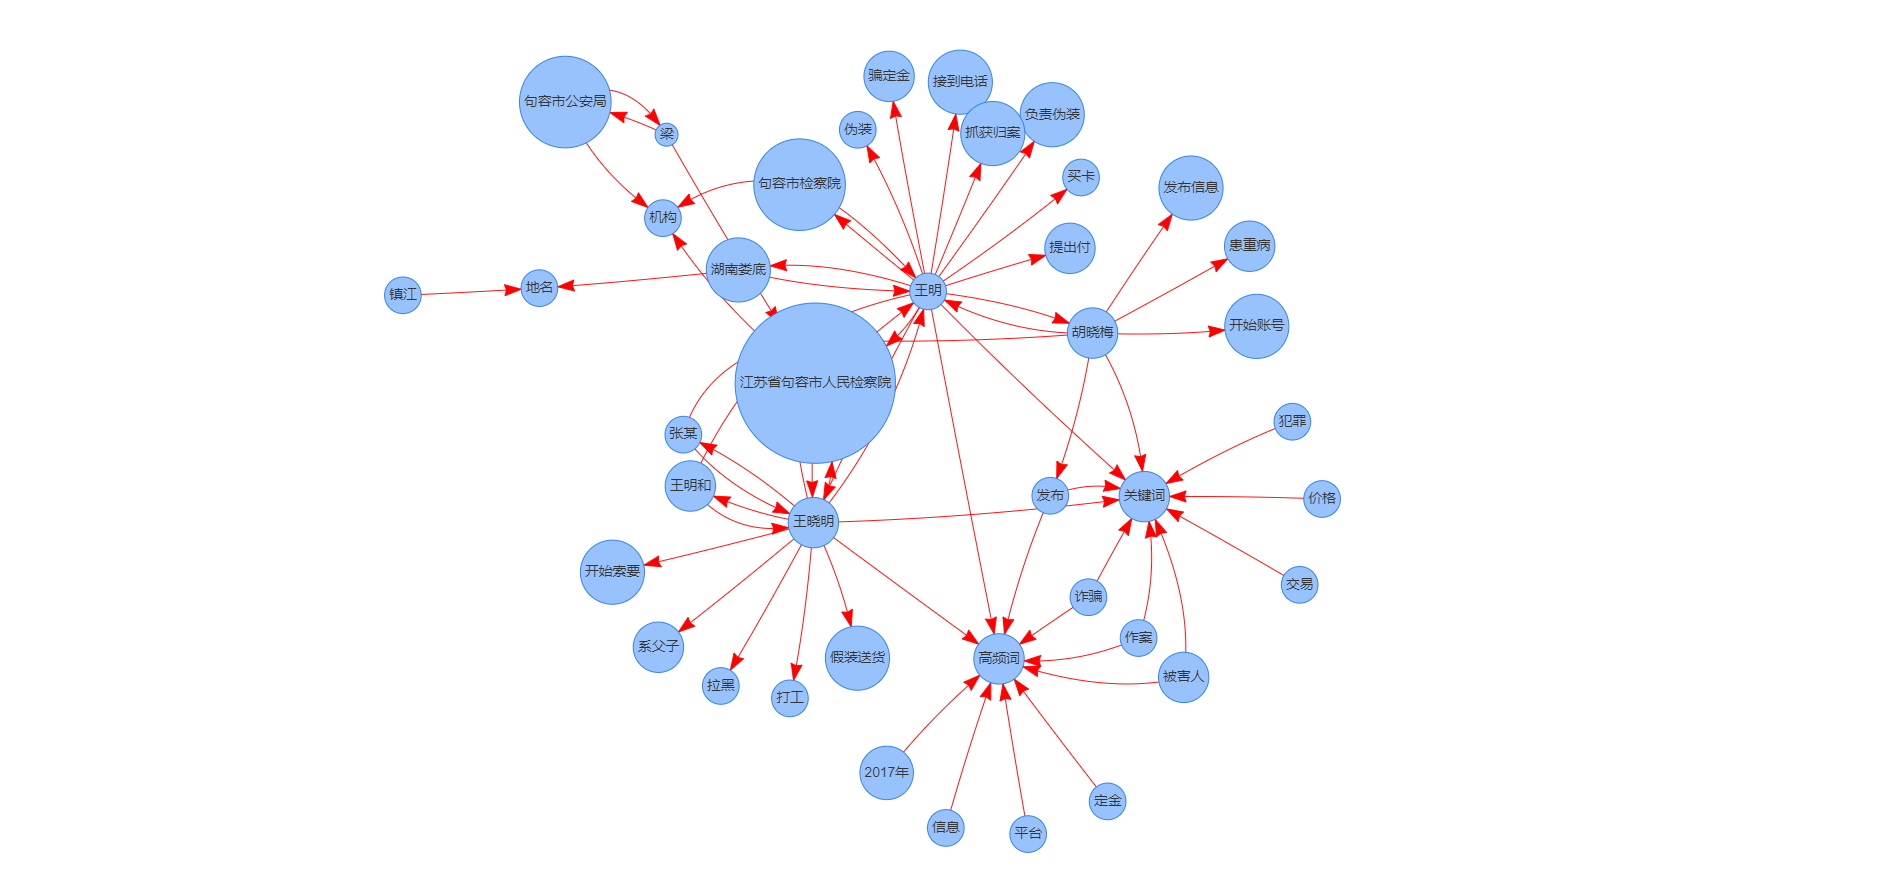 骗定金
接到电话
句容市公安局
负责伪装
伪装
抓获归案
梁
买卡
句容市检察院
发布信息
机构
患重病
提出付
湖南娄底
地名
王明
镇江
开始账号
胡晓梅
江苏省句容市人民检察院
犯罪
张某
王明和
发布
关键词
价格
王晓明
开始索要
交易
诈骗
作案
系父子
假装送货
高频词
被害人
拉黑
打工
2017年
定金
信息
平台